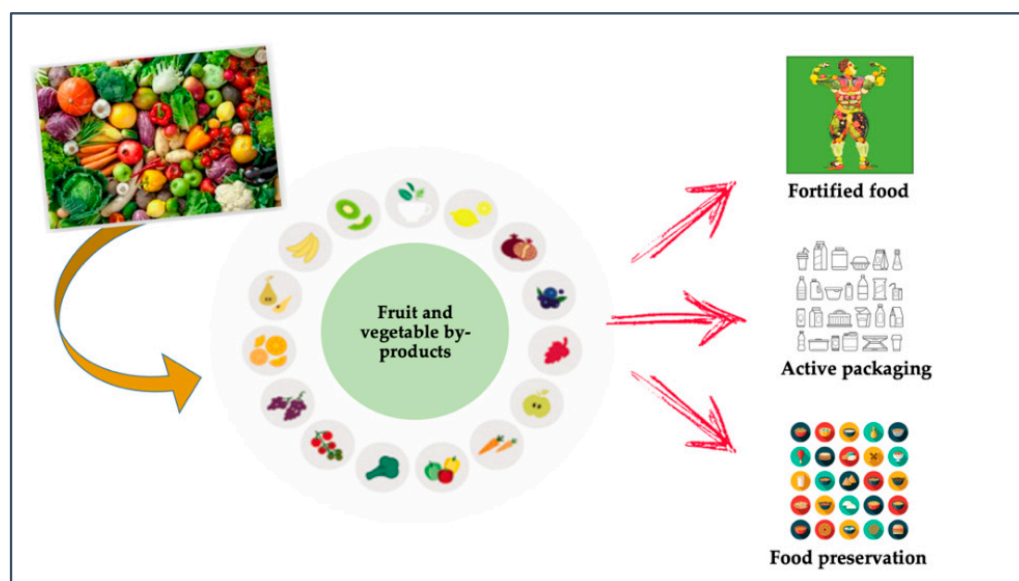 Fruit and
vegetable by-
products
Fortified food
Active packaging
Food preservation